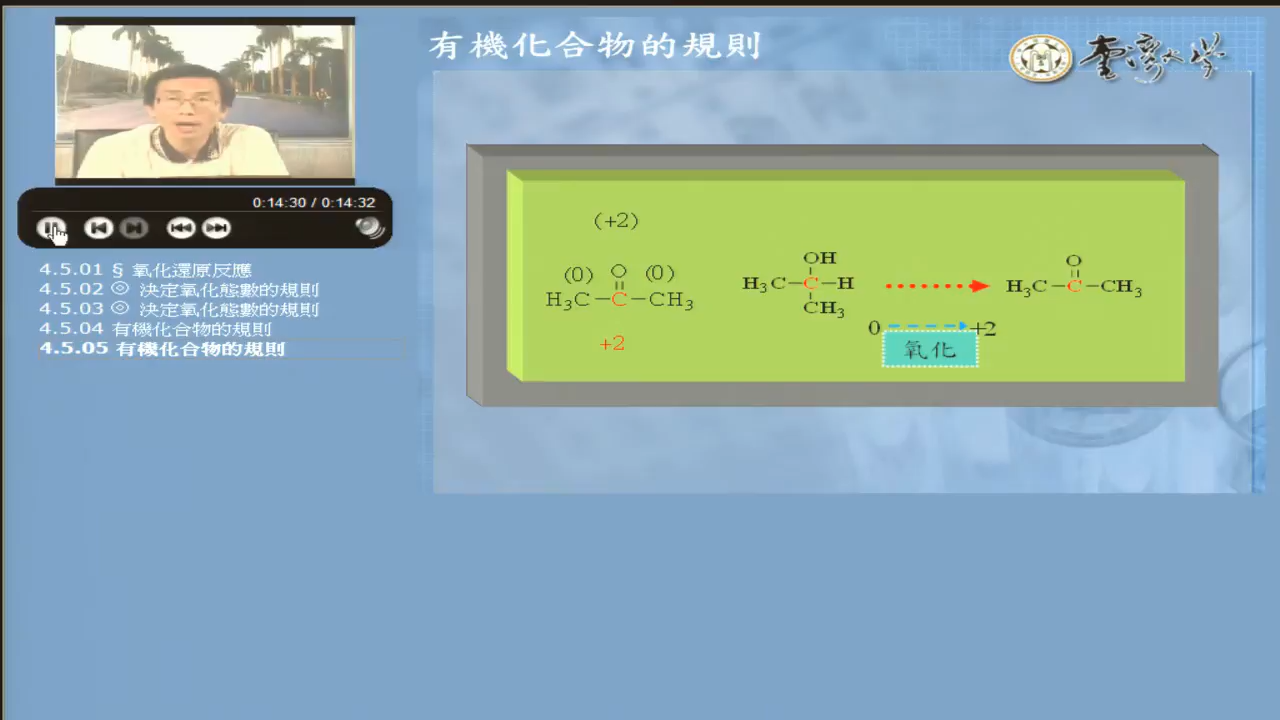 有機化合物的規則
臺灣大學
0:14:30 / 0:14:32
4.5.01 § 氧化還原反應
4.5.02 ◎ 決定氧化態數的規則
4.5.03 ◎ 決定氧化態數的規則
4.5.04 有機化合物的規則
4.5.05 有機化合物的規則
(+2)
(0) O (0)
H₃C—C—CH₃
+2
OH
H₃C—C—H
CH₃
O
H₃C—C—CH₃
0 +2
氧化